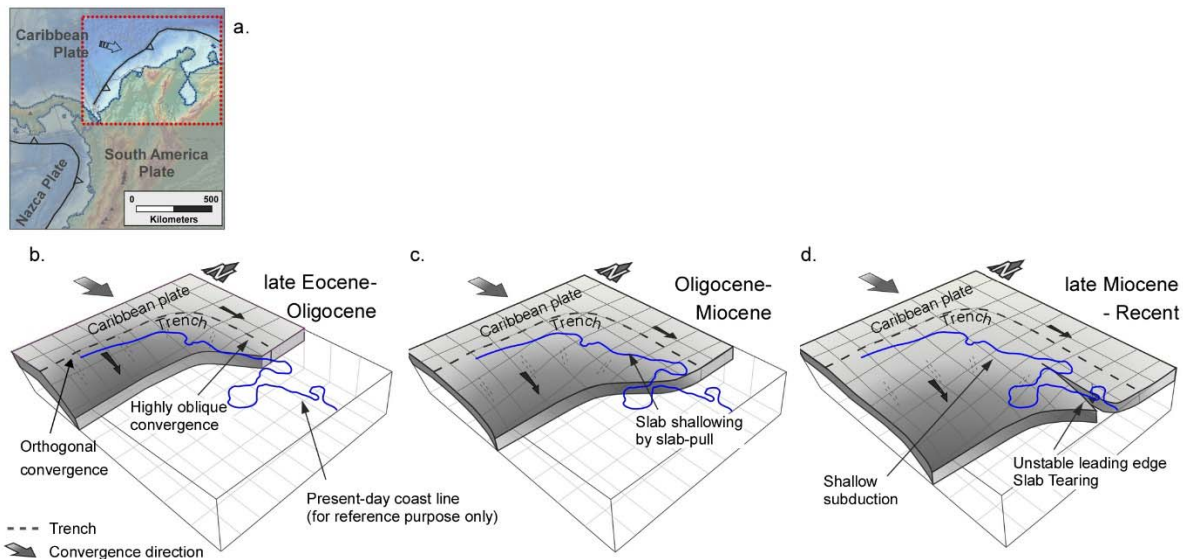 a.
Caribbean
Plate
South America
Plate
Nazca Plate
0 500
Kilometers
b.
N
late Eocene-
Oligocene
Caribbean plate
Trench
Orthogonal
convergence
Highly oblique
convergence
Present-day coast line
(for reference purpose only)
Trench
Convergence direction
c.
N
Oligocene-
Miocene
Caribbean plate
Trench
Slab shallowing
by slab-pull
d.
N
late Miocene
- Recent
Caribbean plate
Trench
Shallow
subduction
Unstable leading edge
Slab Tearing